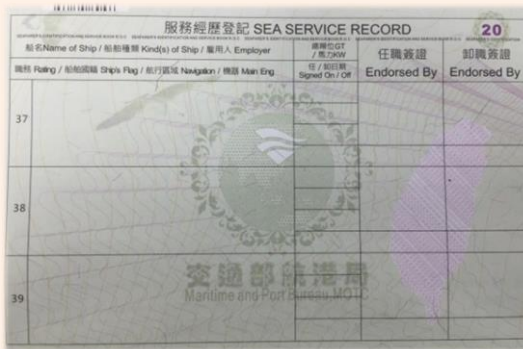 服務經歷登記 SEA SERVICE RECORD
20
船名Name of Ship / 船舶種類 Kind(s) of Ship / 雇用人 Employer
總噸位GT
/ 馬力KW
任職簽證
Endorsed By
卸職簽證
Endorsed By
職務 Rating / 船舶國籍 Ship's Flag / 航行區域 Navigation / 機器 Main Eng.
任 / 卸日期
Signed On / Off
37
38
39
交通部航港局
Maritime and Port Bureau.MOTC